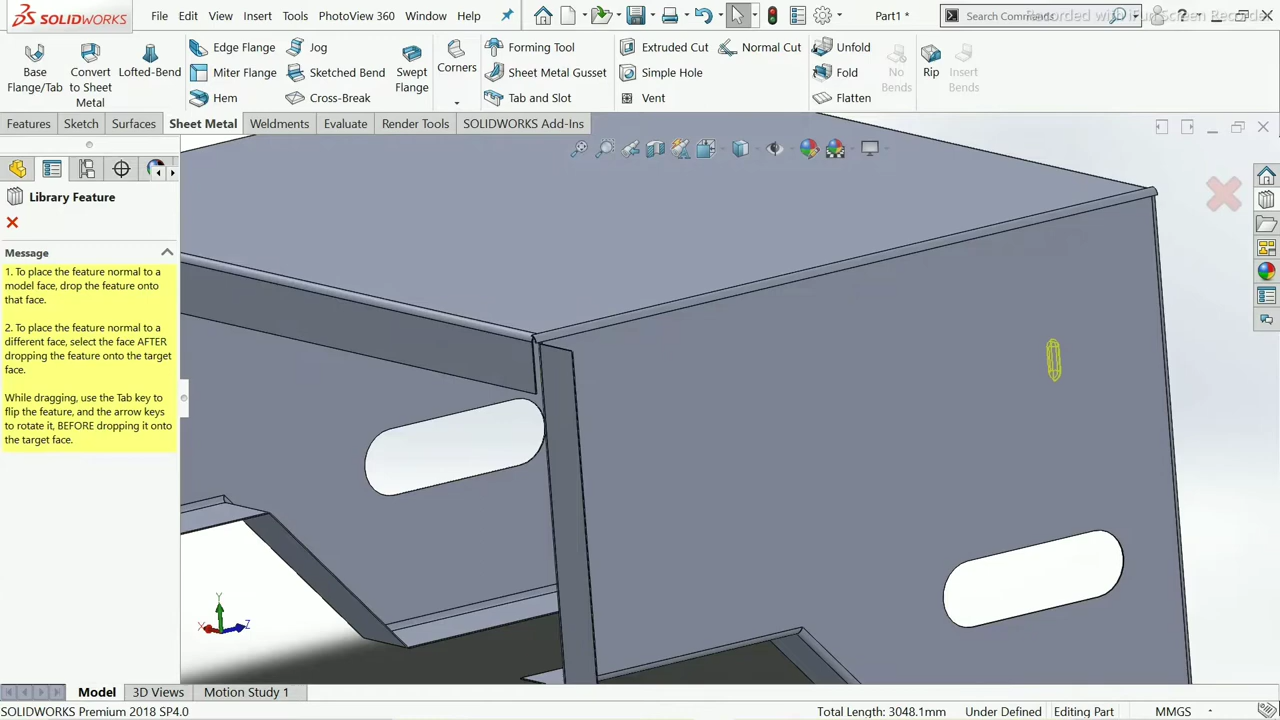 SOLIDWORKS File Edit View Insert Tools PhotoView 360 Window Help Part1 * Search Commands
Recorded with iFun Screen Recorder
Base Flange/Tab
Convert to Sheet Metal
Lofted-Bend
Edge Flange
Miter Flange
Hem
Jog
Sketched Bend
Cross-Break
Swept Flange
Corners
Forming Tool
Sheet Metal Gusset
Tab and Slot
Extruded Cut
Simple Hole
Vent
Normal Cut
Unfold
Fold
Flatten
No Bends
Rip
Insert Bends
Features Sketch Surfaces Sheet Metal Weldments Evaluate Render Tools SOLIDWORKS Add-Ins
Library Feature
Message
1. To place the feature normal to a
model face, drop the feature onto
that face.
2. To place the feature normal to a
different face, select the face AFTER
dropping the feature onto the target
face.
While dragging, use the Tab key to
flip the feature, and the arrow keys
to rotate it, BEFORE dropping it onto
the target face.
Y
X Z
Model 3D Views Motion Study 1
SOLIDWORKS Premium 2018 SP4.0 Total Length: 3048.1mm Under Defined Editing Part MMGS